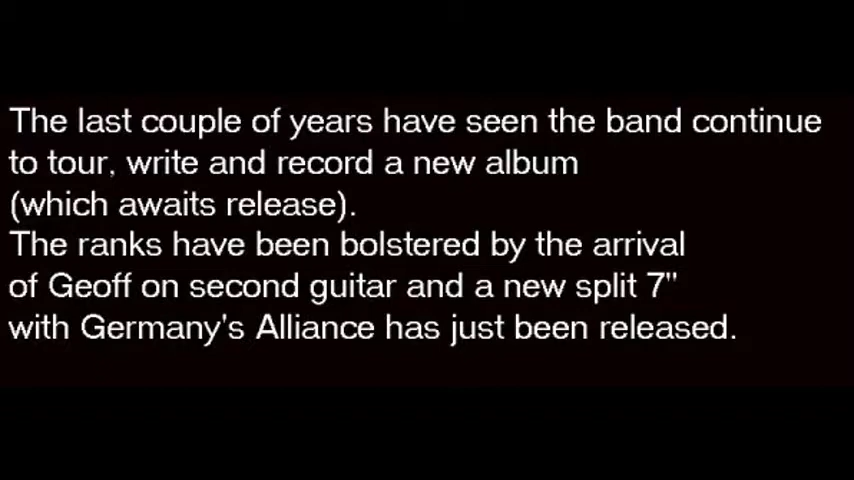 The last couple of years have seen the band continue
to tour, write and record a new album
(which awaits release).
The ranks have been bolstered by the arrival
of Geoff on second guitar and a new split 7"
with Germany's Alliance has just been released.